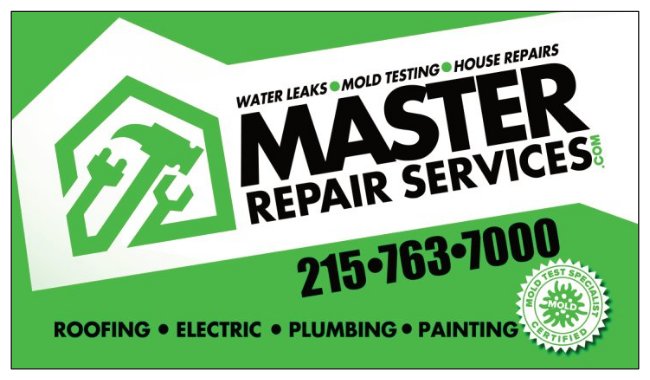 WATER LEAKS • MOLD TESTING • HOUSE REPAIRS
MASTER
REPAIR SERVICES.COM
215•763•7000
ROOFING • ELECTRIC • PLUMBING • PAINTING
MOLD TEST SPECIALIST
MOLD
CERTIFIED